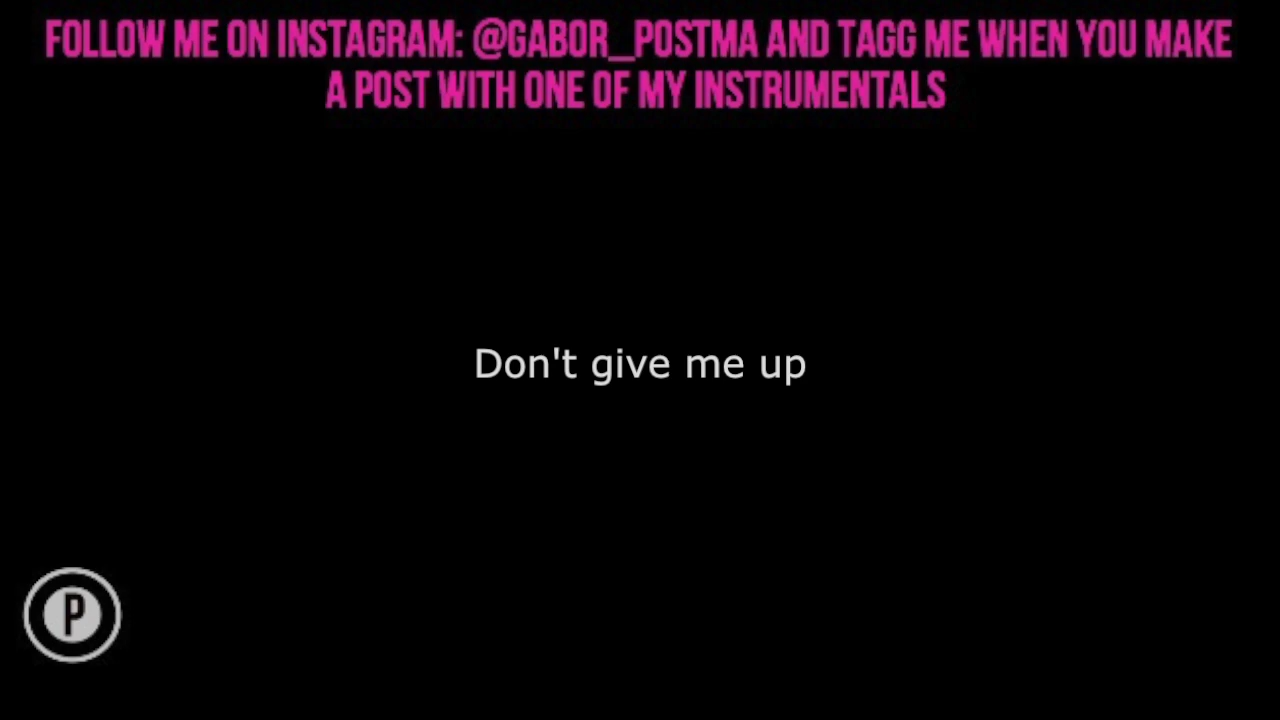 FOLLOW ME ON INSTAGRAM: @GABOR_POSTMA AND TAGG ME WHEN YOU MAKE
A POST WITH ONE OF MY INSTRUMENTALS
Don't give me up
P